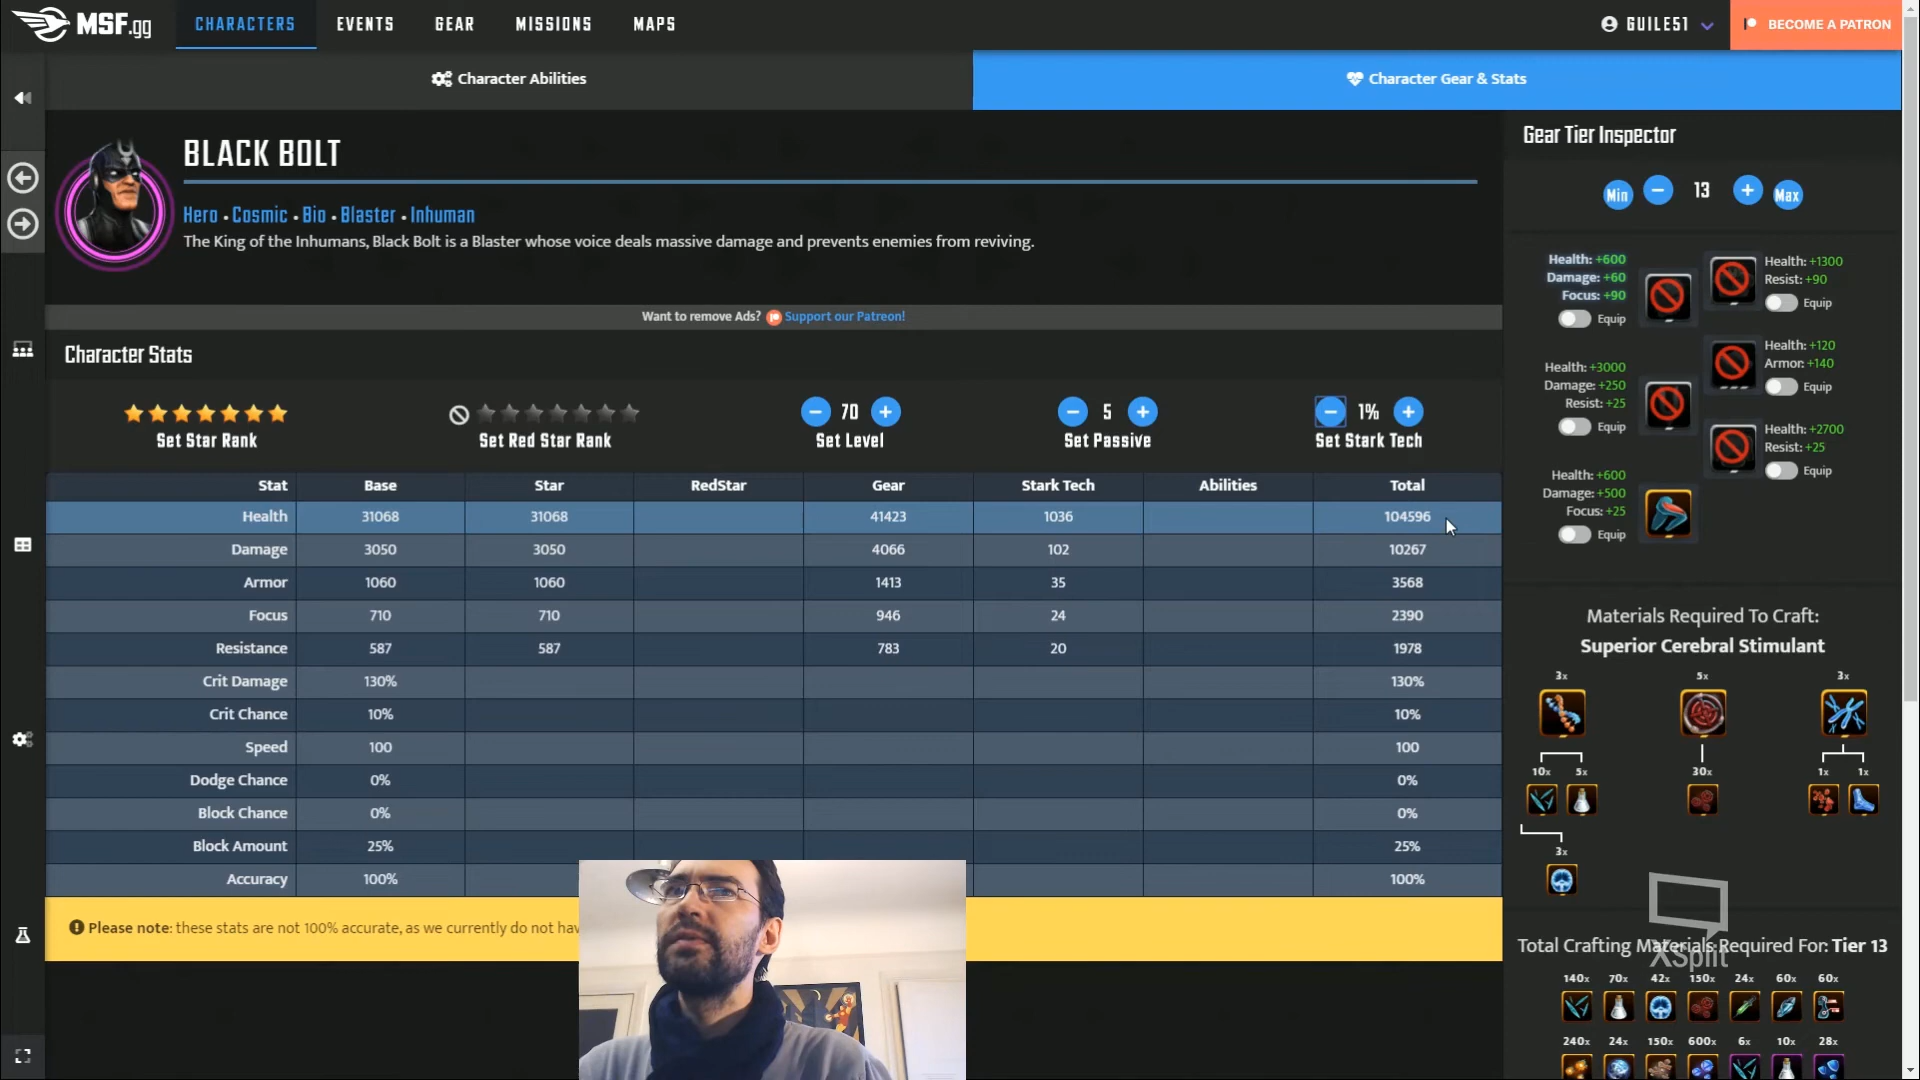 MSF.gg
CHARACTERS
EVENTS
GEAR
MISSIONS
MAPS
GUILE51
BECOME A PATRON
Character Abilities
Character Gear & Stats
BLACK BOLT
Hero • Cosmic • Bio • Blaster • Inhuman
The King of the Inhumans, Black Bolt is a Blaster whose voice deals massive damage and prevents enemies from reviving.
Want to remove Ads? Support our Patreon!
Character Stats
Set Star Rank
Set Red Star Rank
70
Set Level
5
Set Passive
1%
Set Stark Tech
Stat Base Star RedStar Gear Stark Tech Abilities Total
Health 31068 31068 41423 1036 104596
Damage 3050 3050 4066 102 10267
Armor 1060 1060 1413 35 3568
Focus 710 710 946 24 2390
Resistance 587 587 783 20 1978
Crit Damage 130% 130%
Crit Chance 10% 10%
Speed 100 100
Dodge Chance 0% 0%
Block Chance 0% 0%
Block Amount 25% 25%
Accuracy 100% 100%
Please note: these stats are not 100% accurate, as we currently do not hav
Gear Tier Inspector
Min
13
Max
Health: +600
Damage: +60
Focus: +90
Equip
Health: +3000
Damage: +250
Resist: +25
Equip
Health: +600
Damage: +500
Focus: +25
Equip
Health: +1300
Resist: +90
Equip
Health: +120
Armor: +140
Equip
Health: +2700
Resist: +25
Equip
Materials Required To Craft:
Superior Cerebral Stimulant
3x 5x 3x
10x 5x 30x 1x 1x
3x
Total Crafting Materials Required For: Tier 13
XSplit
140x 70x 42x 150x 24x 60x 60x
240x 24x 150x 600x 6x 10x 28x